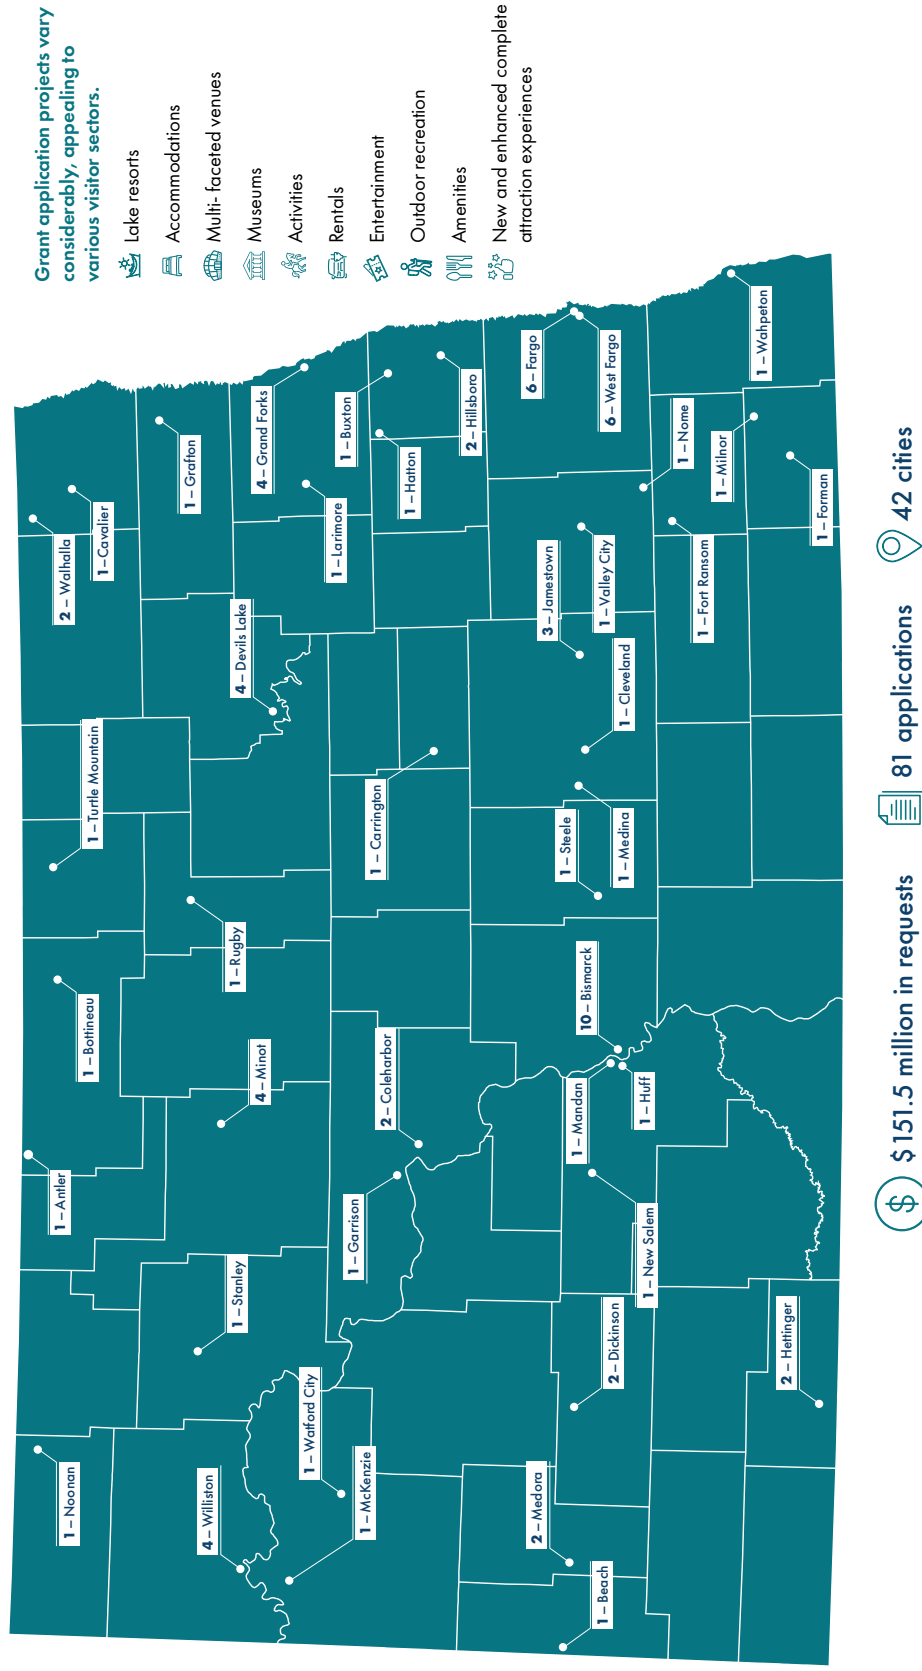 Grant application projects vary
considerably, appealing to
various visitor sectors.
Lake resorts
Accommodations
Multi- faceted venues
Museums
Activities
Rentals
Entertainment
Outdoor recreation
Amenities
New and enhanced complete
attraction experiences
1 – Noonan
1 – Antler
1 – Bottineau
1 – Turtle Mountain
2 – Walhalla
1 –Cavalier
1 – Grafton
4 – Williston
1 – Stanley
4 – Minot
1 – Rugby
4 – Devils Lake
4 – Grand Forks
1 – Larimore
1 – Buxton
1 – Hatton
2 – Hillsboro
1 – Watford City
1 – McKenzie
1 – Garrison
2 – Coleharbor
1 – Carrington
2 – Medora
1 – Beach
2 – Dickinson
1 – New Salem
1 – Mandan
1 – Huff
10 – Bismarck
1 – Steele
1 – Medina
1 – Cleveland
3 – Jamestown
1 – Valley City
6 – Fargo
6 – West Fargo
1 – Nome
1 – Fort Ransom
1 – Milnor
1 – Forman
1 – Wahpeton
2 – Hettinger
$
$151.5 million in requests
81 applications
42 cities